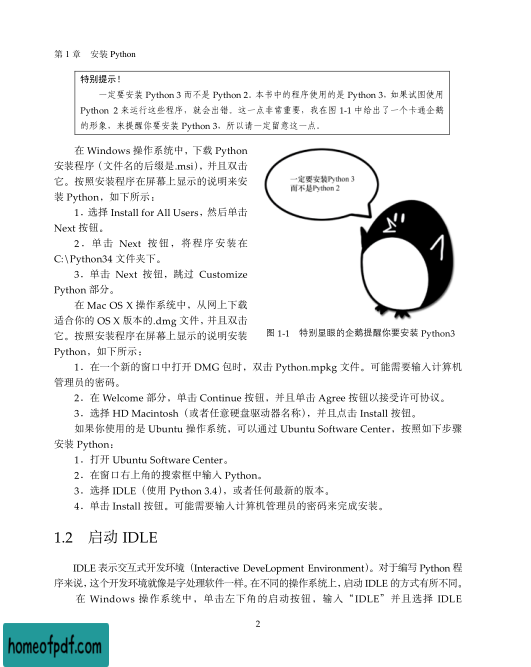 第 1 章 安装 Python
特别提示！
一定要安装 Python 3 而不是 Python 2。本书中的程序使用的是 Python 3，如果试图使用
Python 2 来运行这些程序，就会出错。这一点非常重要，我在图 1-1 中给出了一个卡通企鹅
的形象，来提醒你要安装 Python 3，所以请一定留意这一点。
在 Windows 操作系统中，下载 Python
安装程序（文件名的后缀是.msi），并且双击
它。按照安装程序在屏幕上显示的说明来安
装 Python，如下所示：
1．选择 Install for All Users，然后单击
Next 按钮。
2．单击 Next 按钮，将程序安装在
C:\Python34 文件夹下。
3．单击 Next 按钮，跳过 Customize
Python 部分。
在 Mac OS X 操作系统中，从网上下载
适合你的 OS X 版本的.dmg 文件，并且双击
它。按照安装程序在屏幕上显示的说明安装
Python，如下所示：
一定要安装Python 3
而不是Python 2
图 1-1 特别显眼的企鹅提醒你要安装 Python3
1．在一个新的窗口中打开 DMG 包时，双击 Python.mpkg 文件。可能需要输入计算机
管理员的密码。
2．在 Welcome 部分，单击 Continue 按钮，并且单击 Agree 按钮以接受许可协议。
3．选择 HD Macintosh（或者任意硬盘驱动器名称），并且点击 Install 按钮。
如果你使用的是 Ubuntu 操作系统，可以通过 Ubuntu Software Center，按照如下步骤
安装 Python：
1．打开 Ubuntu Software Center。
2．在窗口右上角的搜索框中输入 Python。
3．选择 IDLE（使用 Python 3.4），或者任何最新的版本。
4．单击 Install 按钮。可能需要输入计算机管理员的密码来完成安装。
1.2 启动 IDLE
IDLE 表示交互式开发环境（Interactive DeveLopment Environment）。对于编写 Python 程
序来说，这个开发环境就像是字处理软件一样。在不同的操作系统上，启动 IDLE 的方式有所不同。
在 Windows 操作系统中，单击左下角的启动按钮，输入“IDLE”并且选择 IDLE
2
homeofpdf.com